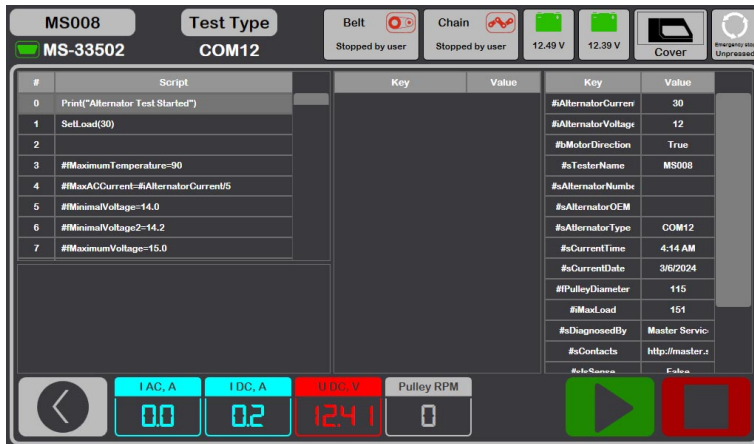 MS008
Test Type
Belt
Chain
MS-33502
COM12
Stopped by user
Stopped by user
12.49 V
12.39 V
Cover
Emergency stop
Unpressed
#
Script
Key
Value
Key
Value
0
Print("Alternator Test Started")
#iAlternatorCurren
30
1
SetLoad(30)
#iAlternatorVoltage
12
2
#bMotorDirection
True
3
#fMaximumTemperature=90
#sTesterName
MS008
4
#fMaxACCurrent=#iAlternatorCurrent/5
#sAlternatorNumbe
5
#fMinimalVoltage=14.0
#sAlternatorOEM
6
#fMinimalVoltage2=14.2
#sAlternatorType
COM12
7
#fMaximumVoltage=15.0
#sCurrentTime
4:14 AM
#sCurrentDate
3/6/2024
#fPulleyDiameter
115
#iMaxLoad
151
#sDiagnosedBy
Master Servic
#sContacts
http://master.s
#sIsSense
False
I AC, A
I DC, A
U DC, V
Pulley RPM
0.0
0.2
12.41
0